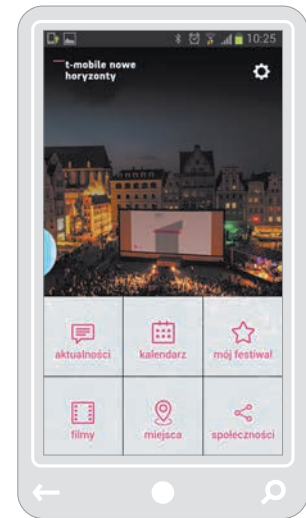 10:25
t-mobile nowe
horyzonty
aktualności
kalendarz
mój festiwal
filmy
miejsca
społeczności